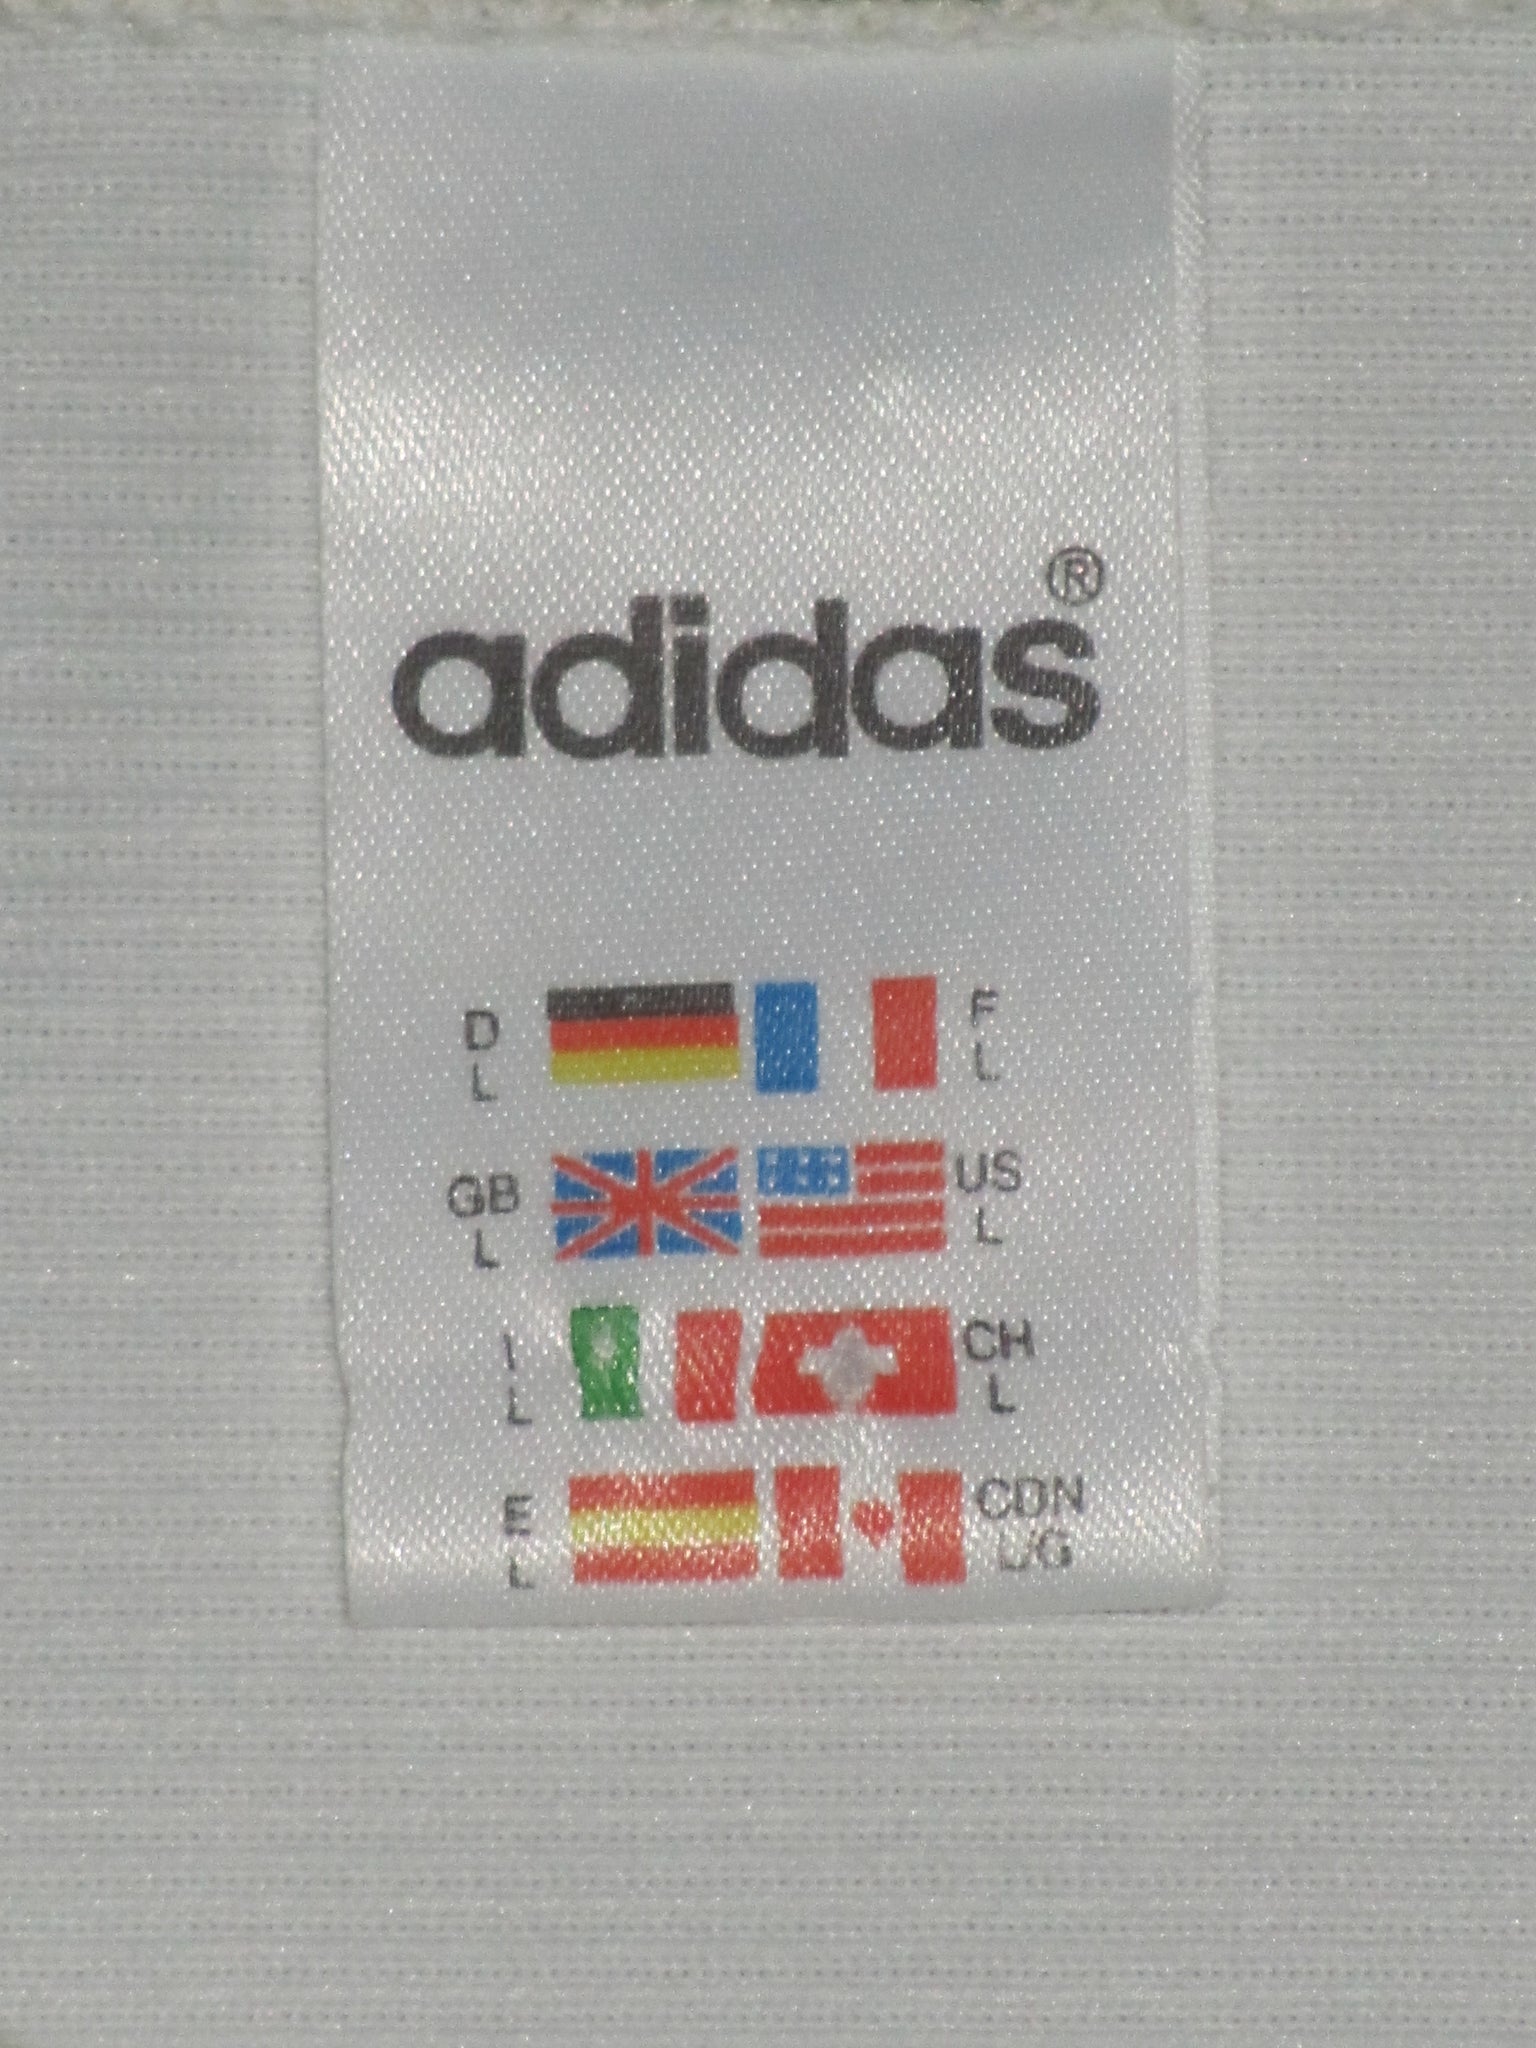 adidas®
D F
L L
GB US
L L
I CH
L L
E CDN
L L/G